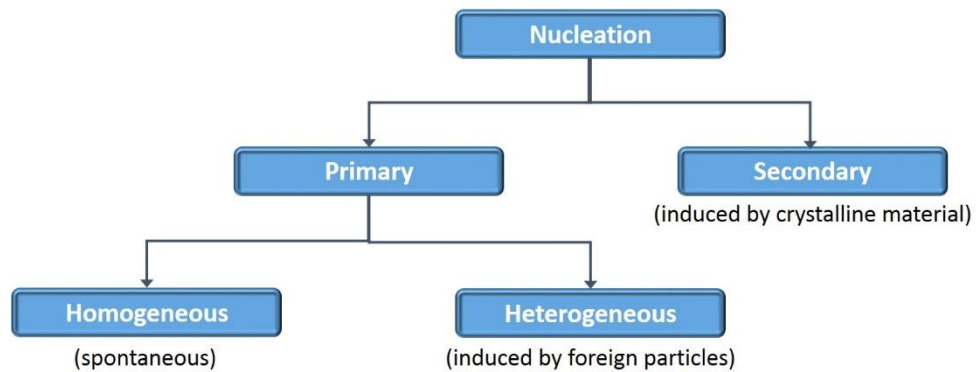 Nucleation
Primary
Secondary
(induced by crystalline material)
Homogeneous
Heterogeneous
(spontaneous)
(induced by foreign particles)